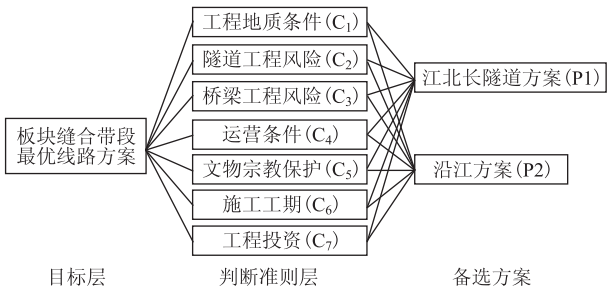 工程地质条件(C₁)
隧道工程风险(C₂)
桥梁工程风险(C₃)
运营条件(C₄)
文物宗教保护(C₅)
施工工期(C₆)
工程投资(C₇)
板块缝合带段
最优线路方案
江北长隧道方案(P1)
沿江方案(P2)
目标层
判断准则层
备选方案